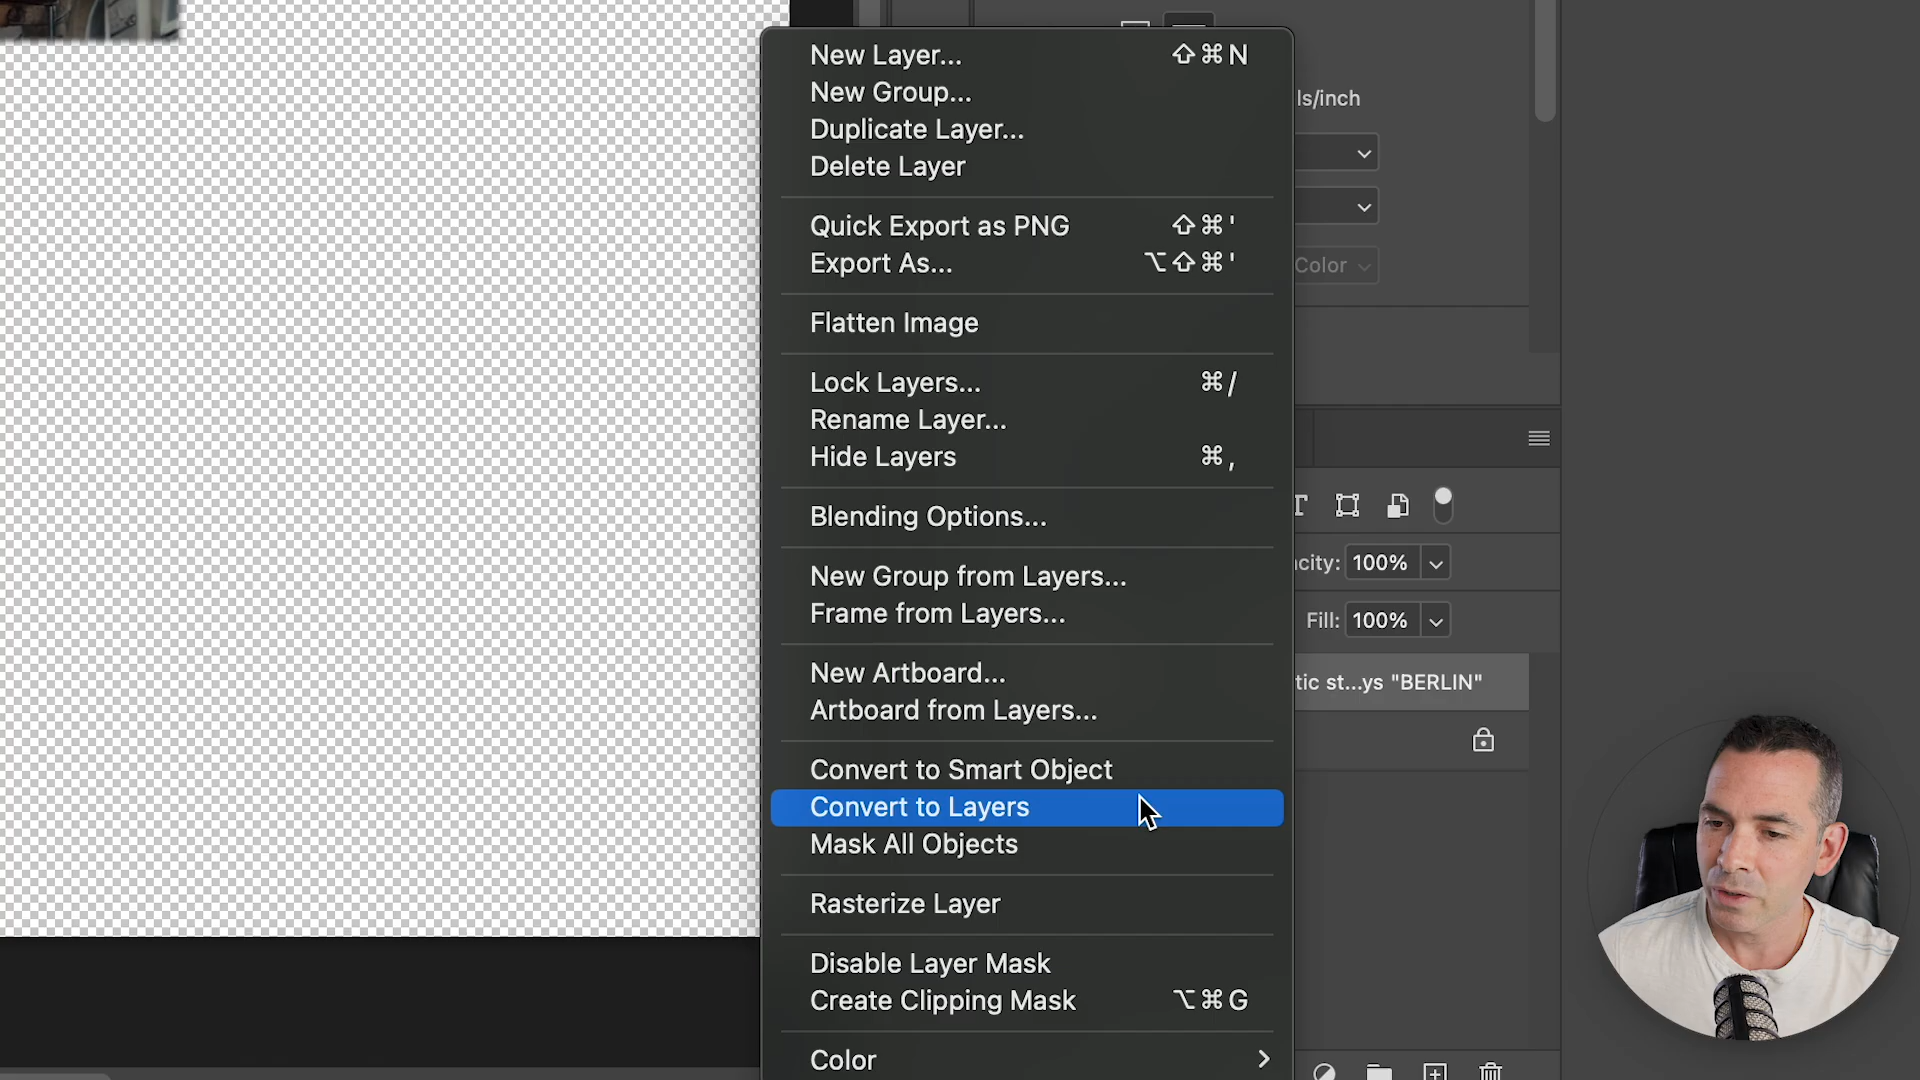 New Layer... ⇧⌘N
New Group...
Duplicate Layer...
Delete Layer
Quick Export as PNG ⇧⌘'
Export As... ⌥⇧⌘'
Flatten Image
Lock Layers... ⌘/
Rename Layer...
Hide Layers ⌘,
Blending Options...
New Group from Layers...
Frame from Layers...
New Artboard...
Artboard from Layers...
Convert to Smart Object
Convert to Layers
Mask All Objects
Rasterize Layer
Disable Layer Mask
Create Clipping Mask ⌥⌘G
Color
ls/inch
Color
city: 100%
Fill: 100%
tic st...ys "BERLIN"